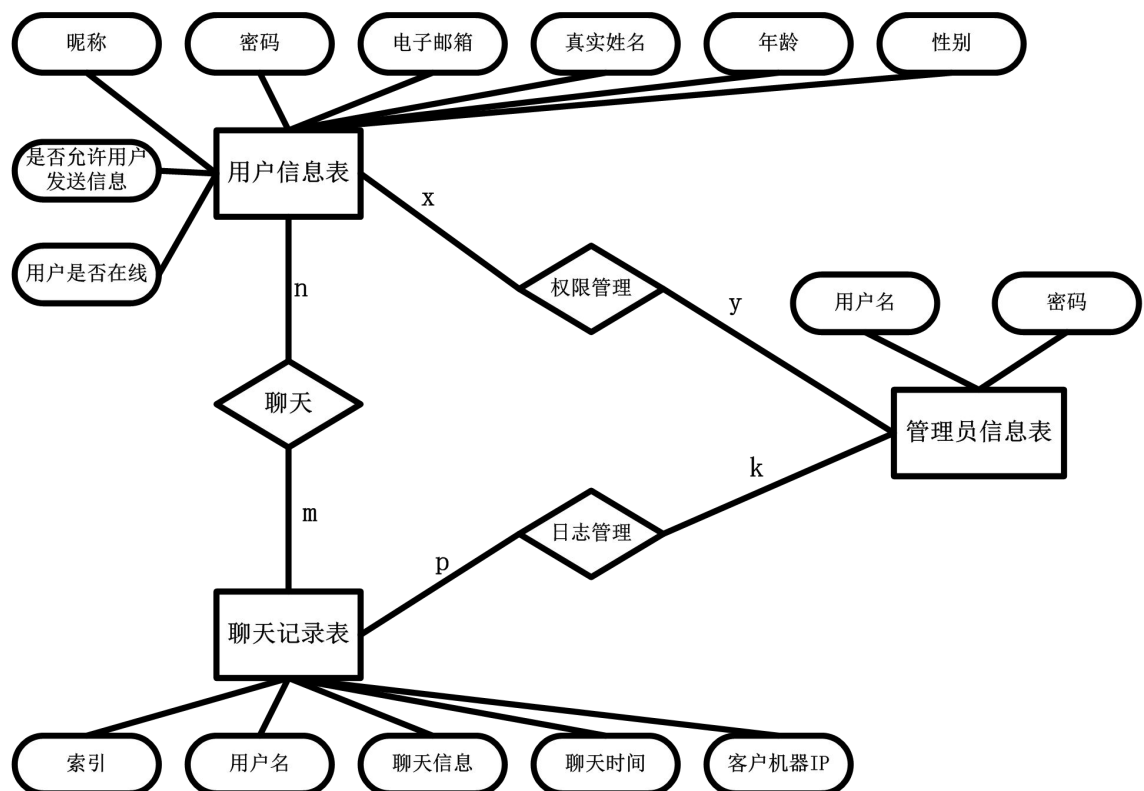 昵称
密码
电子邮箱
真实姓名
年龄
性别
是否允许用户
发送信息
用户信息表
x
用户是否在线
n
权限管理
y
用户名
密码
聊天
管理员信息表
k
m
日志管理
p
聊天记录表
索引
用户名
聊天信息
聊天时间
客户机器IP